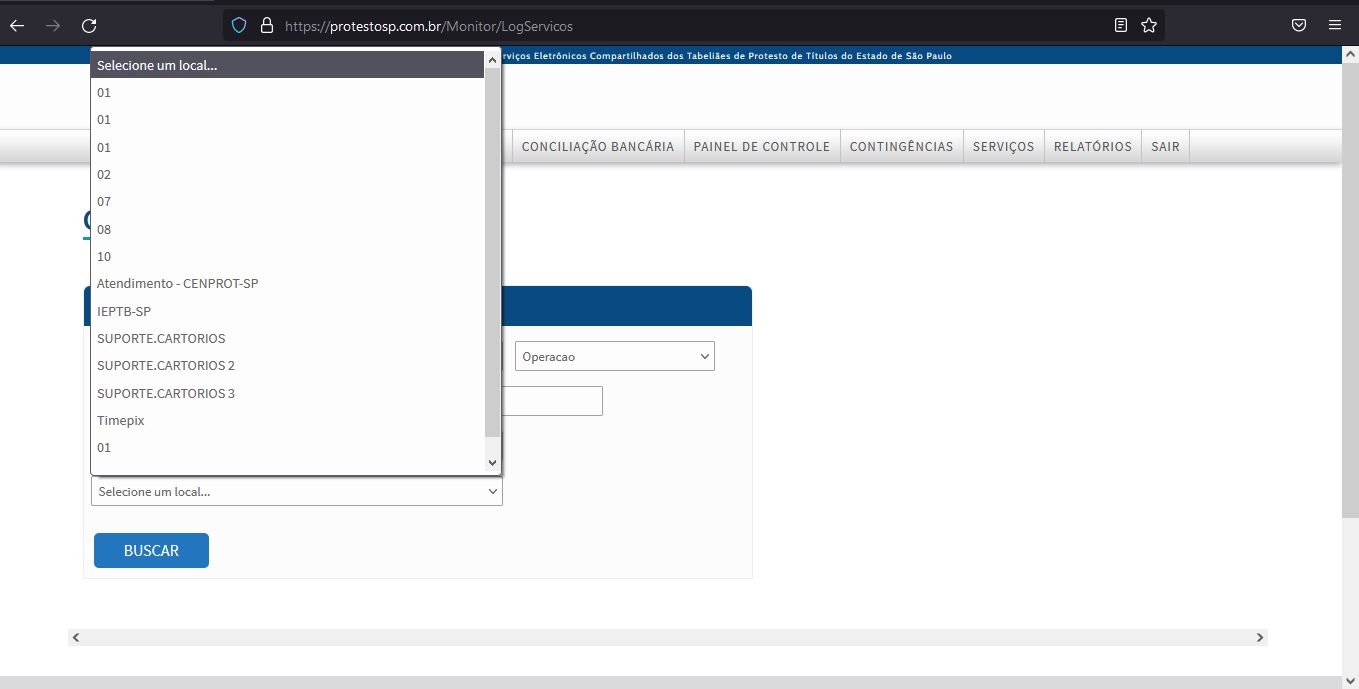 https://protestosp.com.br/Monitor/LogServicos
Eletrônicos Compartilhados dos Tabeliães de Protesto de Títulos do Estado de São Paulo
CONCILIAÇÃO BANCÁRIA
PAINEL DE CONTROLE
CONTINGÊNCIAS
SERVIÇOS
RELATÓRIOS
SAIR
Selecione um local...
01
01
01
02
07
08
10
Atendimento - CENPROT-SP
IEPTB-SP
SUPORTE.CARTORIOS
SUPORTE.CARTORIOS 2
SUPORTE.CARTORIOS 3
Timepix
01
Operacao
Selecione um local...
BUSCAR